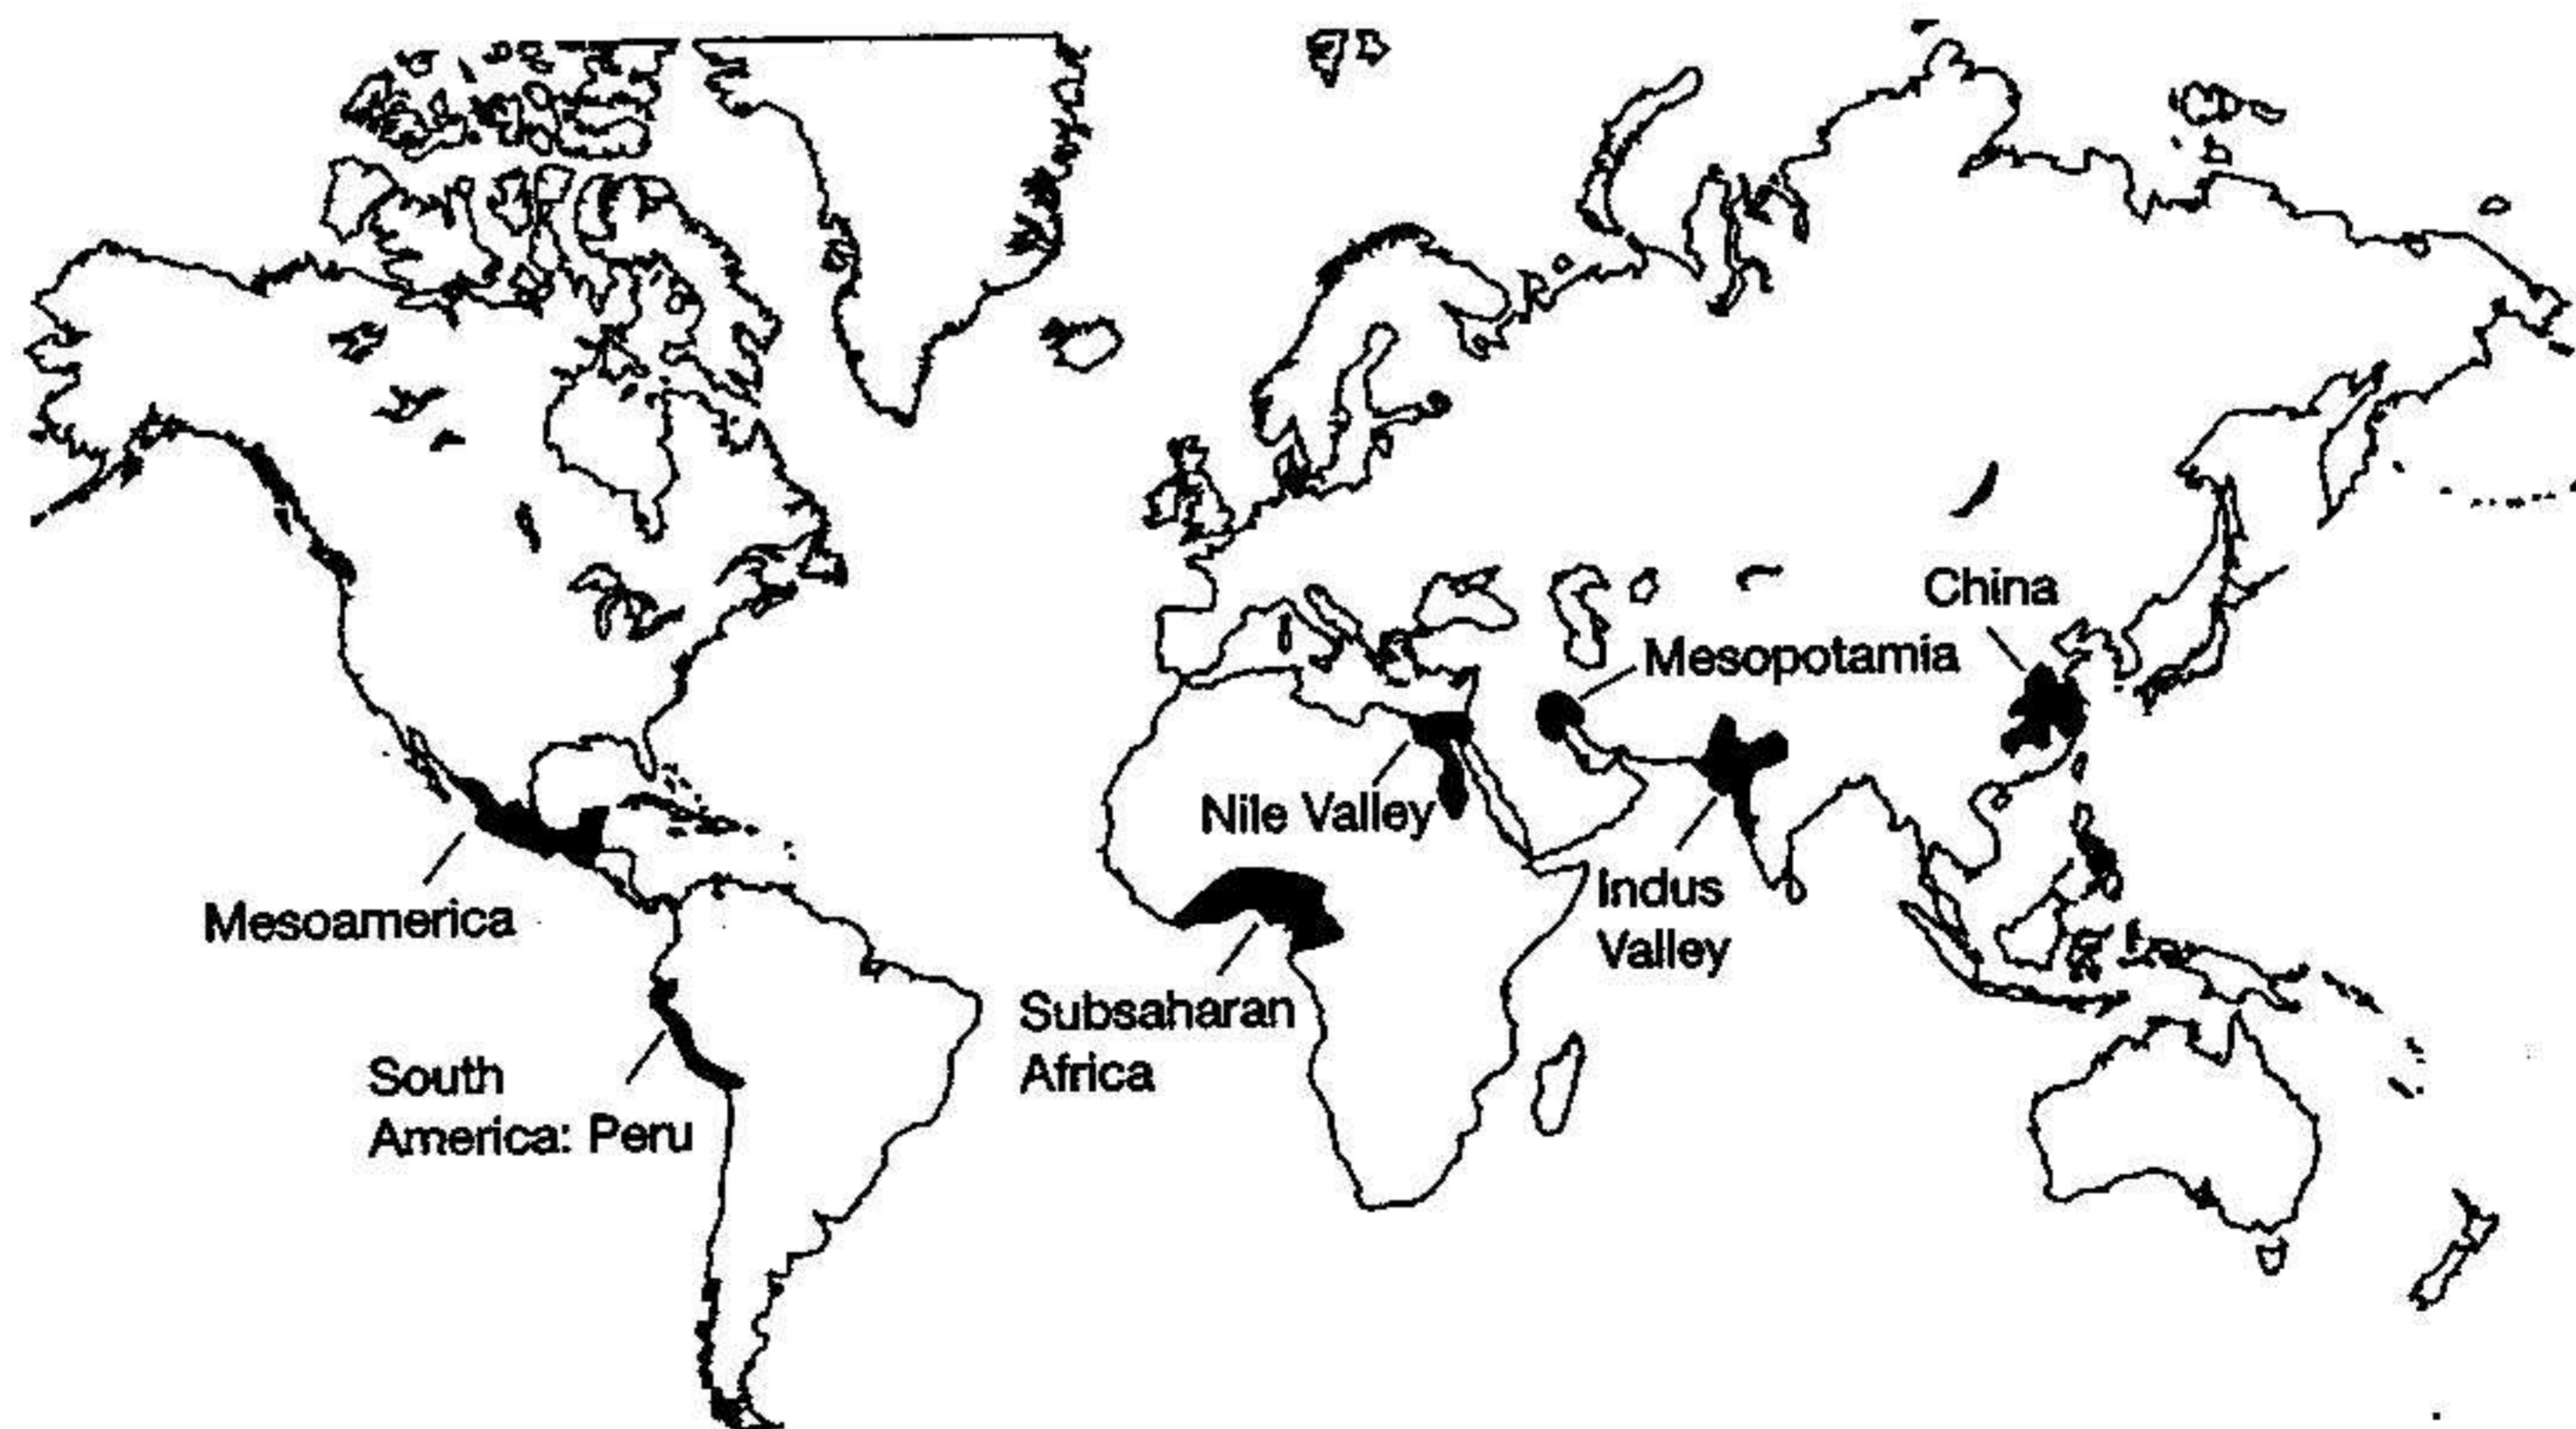 China
Mesopotamia
Nile Valley
Indus
Valley
Mesoamerica
Subsaharan
Africa
South
America: Peru